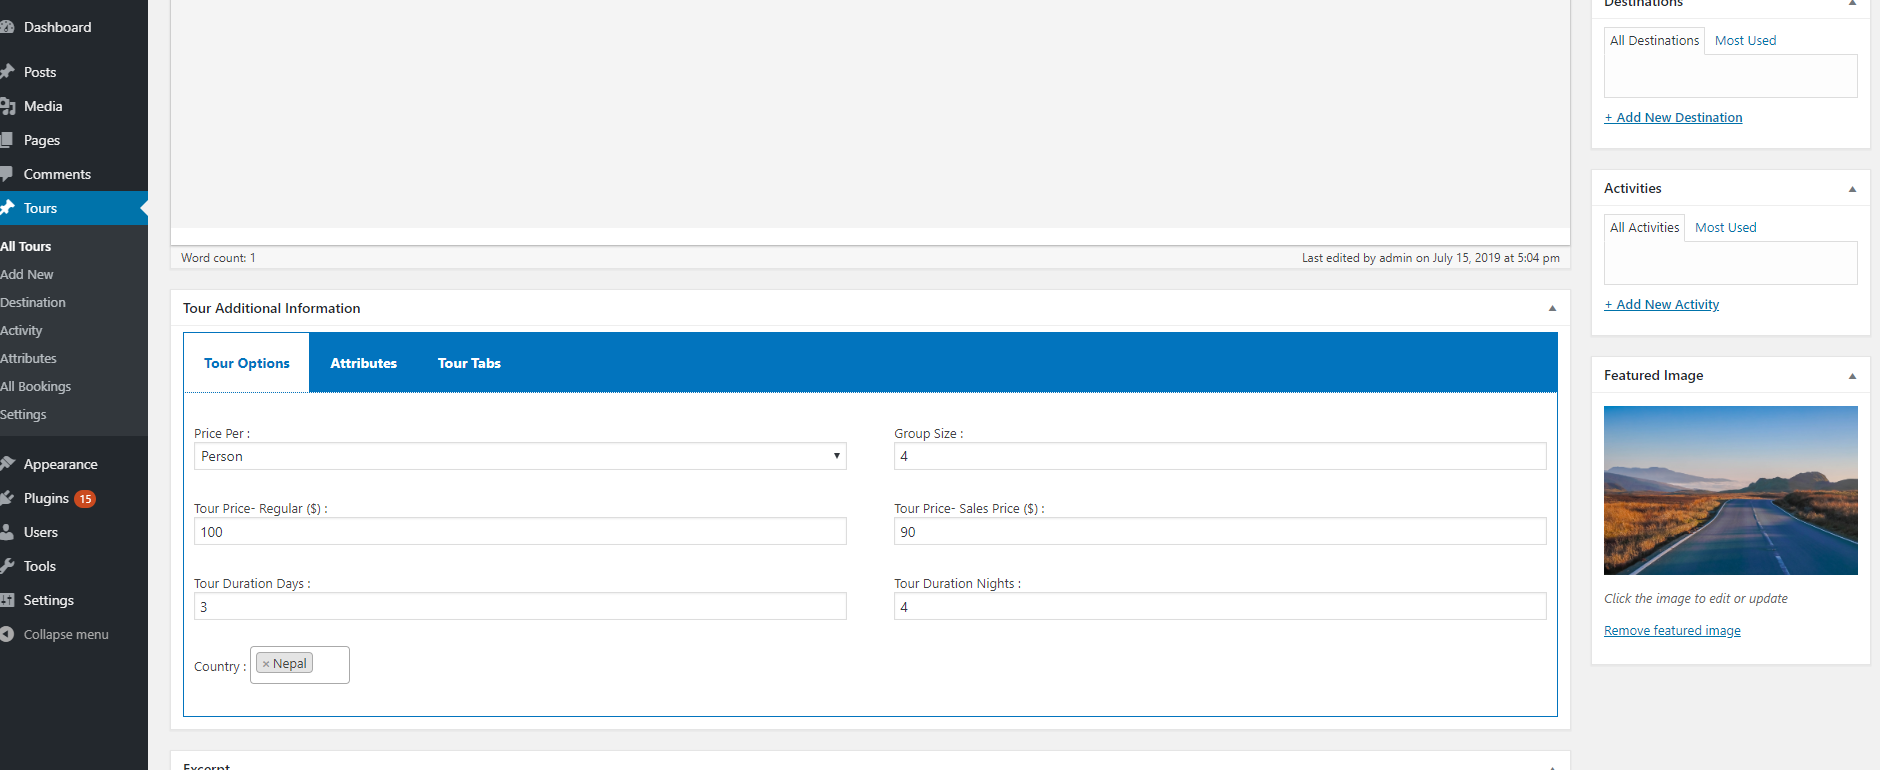 Dashboard
Posts
Media
Pages
Comments
Tours
All Tours
Add New
Destination
Activity
Attributes
All Bookings
Settings
Appearance
Plugins 15
Users
Tools
Settings
Collapse menu
Word count: 1
Last edited by admin on July 15, 2019 at 5:04 pm
Tour Additional Information
Tour Options Attributes Tour Tabs
Price Per :
Person
Group Size :
4
Tour Price- Regular ($) :
100
Tour Price- Sales Price ($) :
90
Tour Duration Days :
3
Tour Duration Nights :
4
Country : × Nepal
Excerpt
Destinations
All Destinations Most Used
+ Add New Destination
Activities
All Activities Most Used
+ Add New Activity
Featured Image
Click the image to edit or update
Remove featured image